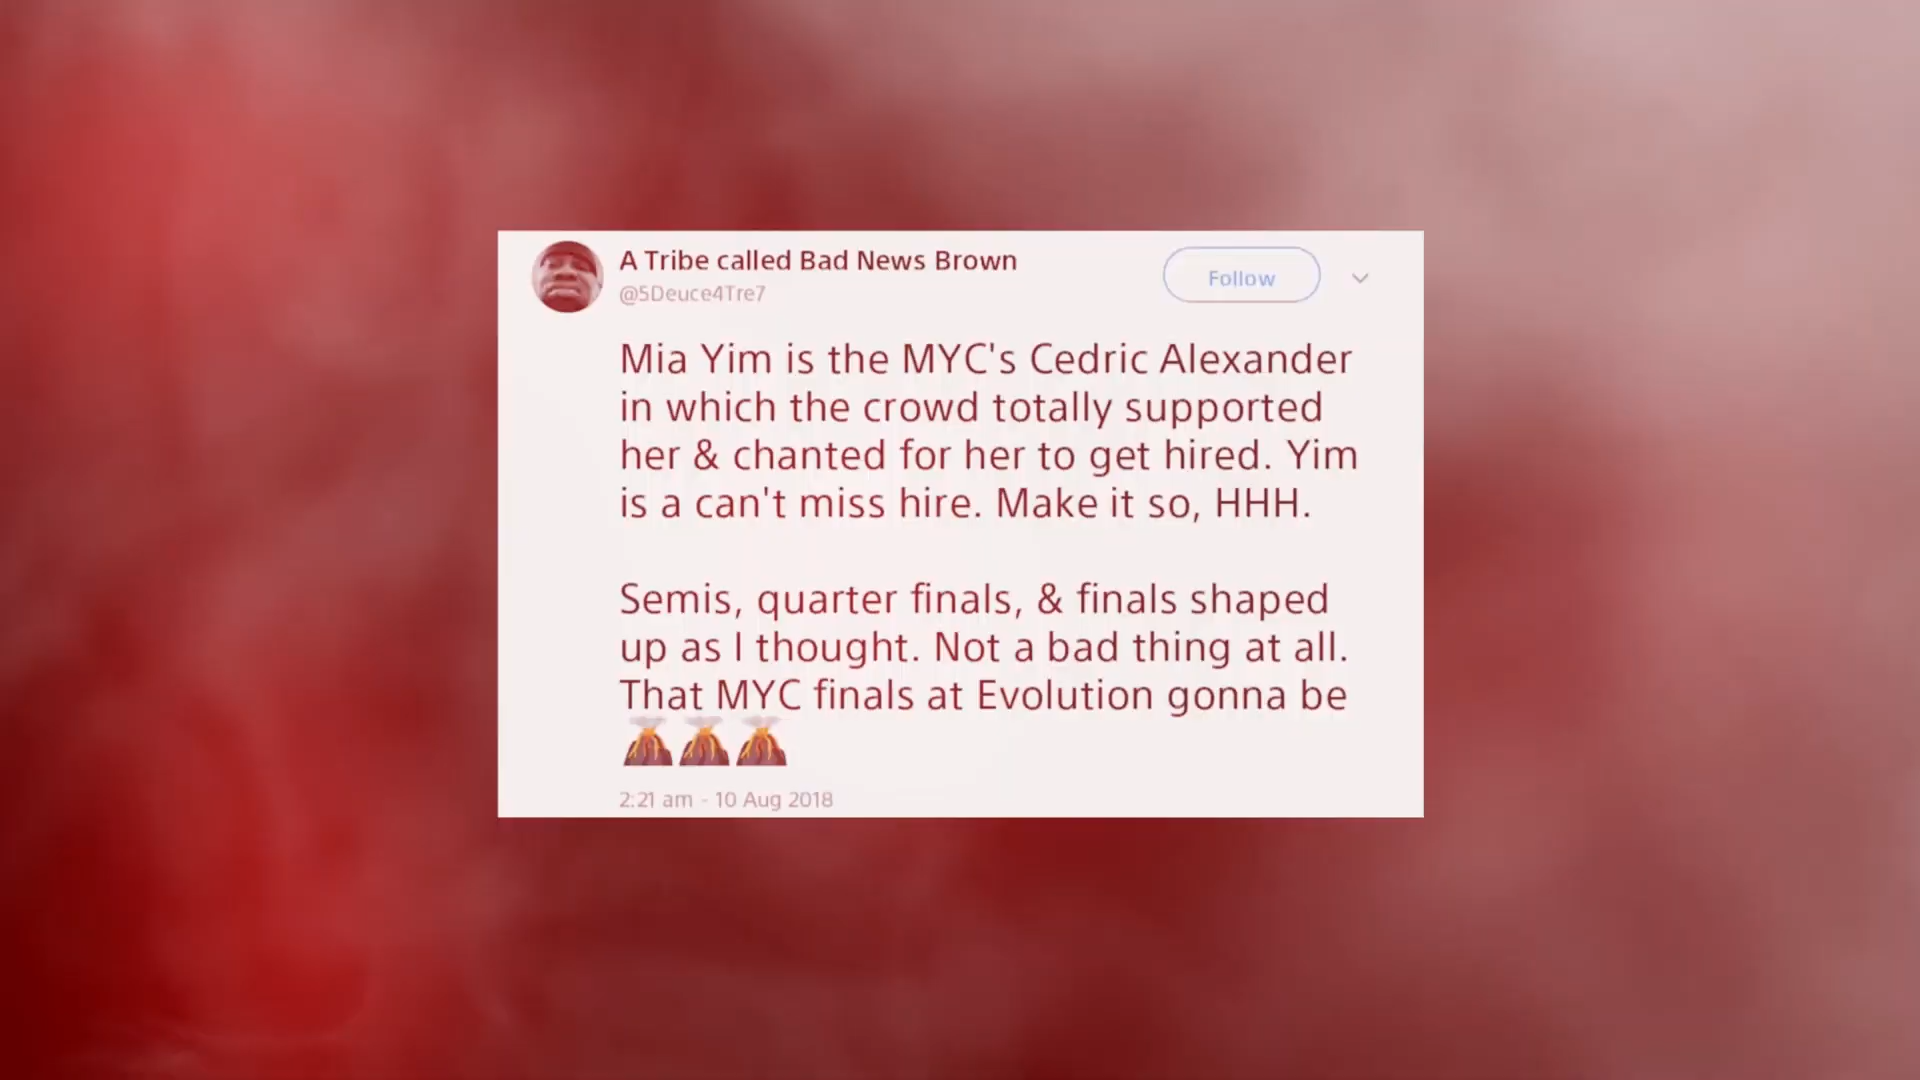 A Tribe called Bad News Brown
@5Deuce4Tre7
Follow
Mia Yim is the MYC's Cedric Alexander
in which the crowd totally supported
her & chanted for her to get hired. Yim
is a can't miss hire. Make it so, HHH.
Semis, quarter finals, & finals shaped
up as I thought. Not a bad thing at all.
That MYC finals at Evolution gonna be
🌋🌋🌋
2:21 am - 10 Aug 2018